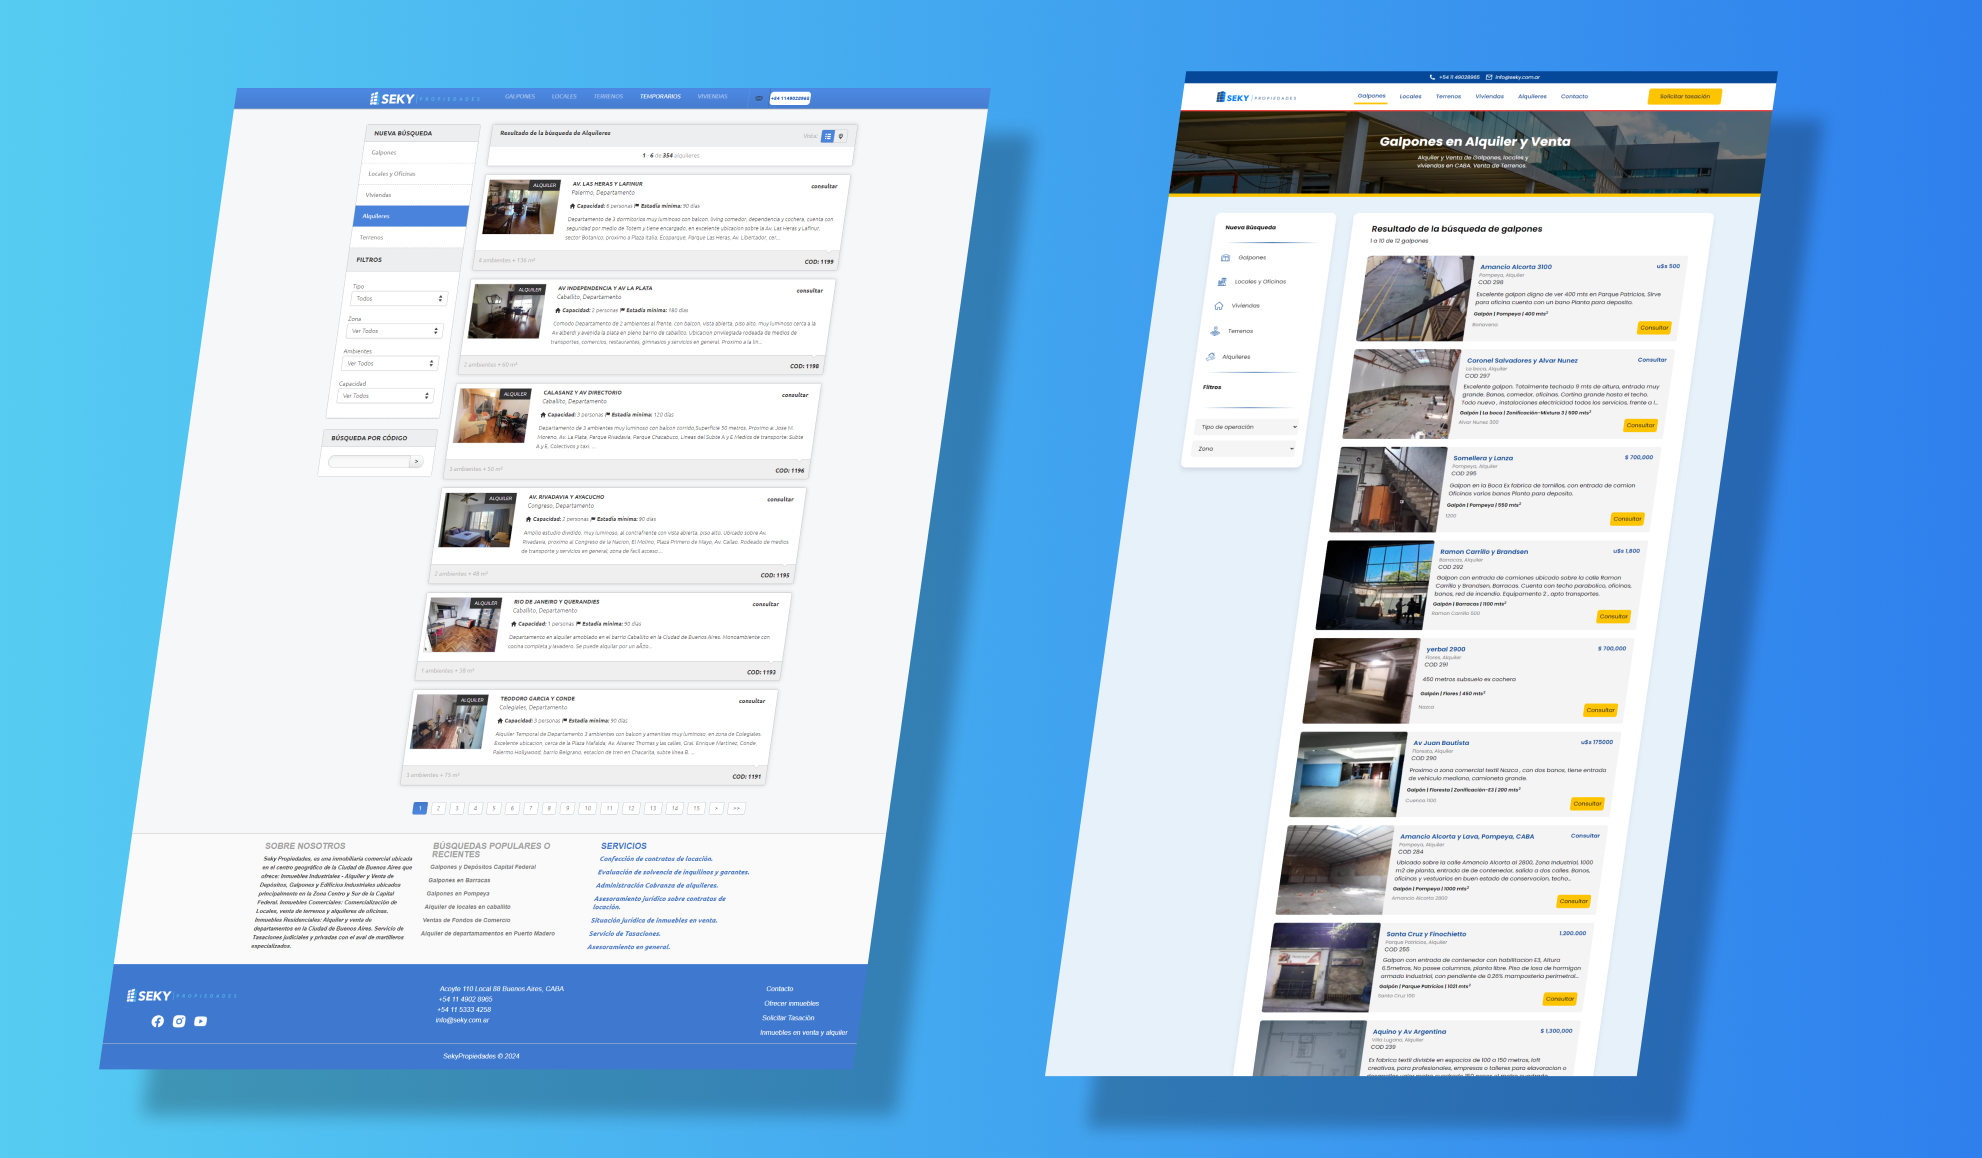 SEKY | PROPIEDADES
GALPONES LOCALES TERRENOS TEMPORARIOS VIVIENDAS +54 1149028965
NUEVA BÚSQUEDA
Galpones
Locales y Oficinas
Viviendas
Alquileres
Terrenos
FILTROS
Tipo
Todos
Zona
Ver Todos
Ambientes
Ver Todos
Capacidad
Ver Todos
BÚSQUEDA POR CÓDIGO
>
Resultado de la búsqueda de Alquileres
Vista:
1 - 6 de 354 alquileres
ALQUILER
AV. LAS HERAS Y LAFINUR
consultar
Palermo, Departamento
Capacidad: 6 personas Estadía mínima: 90 días
Departamento de 3 dormitorios muy luminoso con balcon, living comedor, dependencia y cochera, cuenta con
seguridad por medio de Totem y tiene encargado, en excelente ubicacion sobre la Av. Las Heras y Lafinur,
sector Botanico, proximo a Plaza Italia, Ecoparque, Parque Las Heras, Av. Libertador, cer...
4 ambientes • 136 m²
COD: 1199
ALQUILER
AV INDEPENDENCIA Y AV LA PLATA
consultar
Caballito, Departamento
Capacidad: 2 personas Estadía mínima: 180 días
Comodo Departamento de 2 ambientes al frente, con balcon, vista abierta, piso alto, muy luminoso cerca a la
Av alberdi y avenida la plata en pleno barrio de caballito. Ubicacion privilegiada rodeada de medios de
transportes, comercios, restaurantes, gimnasios y servicios en general. Proximo a la lin...
2 ambientes • 60 m²
COD: 1198
ALQUILER
CALASANZ Y AV DIRECTORIO
consultar
Caballito, Departamento
Capacidad: 3 personas Estadía mínima: 120 días
Departamento de 3 ambientes muy luminoso con balcon corrido,Superficie 50 metros. Proximo a: Jose M.
Moreno, Av. La Plata, Parque Rivadavia, Parque Chacabuco, Lineas del Subte A y E Medios de transporte: Subte
A y E, Colectivos y taxi. ...
3 ambientes • 50 m²
COD: 1196
ALQUILER
AV. RIVADAVIA Y AYACUCHO
consultar
Congreso, Departamento
Capacidad: 2 personas Estadía mínima: 90 días
Amplio estudio dividido, muy luminoso, al contrafrente con vista abierta, piso alto. Ubicado sobre Av.
Rivadavia, proximo al Congreso de la Nacion, El Molino, Plaza Primero de Mayo, Av. Callao. Rodeado de medios
de transporte y servicios en general, zona de facil acceso....
2 ambientes • 48 m²
COD: 1195
ALQUILER
RIO DE JANEIRO Y QUERANDIES
consultar
Caballito, Departamento
Capacidad: 1 personas Estadía mínima: 90 días
Departamento en alquiler amoblado en el barrio Caballito en la Ciudad de Buenos Aires. Monoambiente con
cocina completa y lavadero. Se puede alquilar por un año...
1 ambientes • 38 m²
COD: 1193
ALQUILER
TEODORO GARCIA Y CONDE
consultar
Colegiales, Departamento
Capacidad: 3 personas Estadía mínima: 90 días
Alquiler Temporal de Departamento 3 ambientes con balcon y amenities muy luminoso, en zona de Colegiales.
Excelente ubicacion, cerca de la Plaza Mafalda, Av. Alvarez Thomas y las calles, Gral. Enrique Martinez, Conde,
Palermo Hollywood, barrio Belgrano, estacion de tren en Chacarita, subte linea B. ...
3 ambientes • 75 m²
COD: 1191
1 2 3 4 5 6 7 8 9 10 11 12 13 14 15 > >>
SOBRE NOSOTROS
Seky Propiedades, es una inmobiliaria comercial ubicada
en el centro geográfico de la Ciudad de Buenos Aires que
ofrece: Inmuebles Industriales - Alquiler y Venta de
Depósitos, Galpones y Edificios Industriales ubicados
principalmente en la Zona Centro y Sur de la Capital
Federal. Inmuebles Comerciales: Comercialización de
Locales, venta de terrenos y alquileres de oficinas.
Inmuebles Residenciales: Alquiler y venta de
departamentos en la Ciudad de Buenos Aires. Servicio de
Tasaciones judiciales y privadas con el aval de martilleros
especializados.
BÚSQUEDAS POPULARES O
RECIENTES
Galpones y Depósitos Capital Federal
Galpones en Barracas
Galpones en Pompeya
Alquiler de locales en caballito
Ventas de Fondos de Comercio
Alquiler de departamamentos en Puerto Madero
SERVICIOS
Confección de contratos de locación.
Evaluación de solvencia de inquilinos y garantes.
Administración Cobranza de alquileres.
Asesoramiento jurídico sobre contratos de
locación.
Situación jurídica de inmuebles en venta.
Servicio de Tasaciones.
Asesoramiento en general.
SEKY | PROPIEDADES
Acoyte 110 Local 88 Buenos Aires, CABA
+54 11 4902 8965
+54 11 5333 4258
info@seky.com.ar
Contacto
Ofrecer inmuebles
Solicitar Tasación
Inmuebles en venta y alquiler
SekyPropiedades © 2024
+54 11 49028965 info@seky.com.ar
SEKY | PROPIEDADES
Galpones Locales Terrenos Viviendas Alquileres Contacto
Solicitar tasación
Galpones en Alquiler y Venta
Alquiler y Venta de Galpones, locales y
viviendas en CABA. Venta de Terrenos.
Nueva Búsqueda
Galpones
Locales y Oficinas
Viviendas
Terrenos
Alquileres
Filtros
Tipo de operación
Zona
Resultado de la búsqueda de galpones
1 a 10 de 12 galpones
Amancio Alcorta 3100
u$s 500
Pompeya, Alquiler
COD 298
Excelente galpon digno de ver 400 mts en Parque Patricios, Sirve
para oficina cuenta con un bano Planta para deposito.
Galpón | Pompeya | 400 mts²
Bonavena
Consultar
Coronel Salvadores y Alvar Nunez
Consultar
La boca, Alquiler
COD 297
Excelente galpon. Totalmente techado 9 mts de altura, entrada muy
grande. Banos, comedor, oficinas. Cortina grande hasta el techo.
Todo nuevo , instalaciones electricidad todos los servicios, frente a l...
Galpón | La boca | Zonificación-Mixtura 3 | 500 mts²
Alvar Nunez 300
Consultar
Somellera y Lanza
$ 700,000
Pompeya, Alquiler
COD 295
Galpon en la Boca Ex fabrica de tornillos, con entrada de camion
Oficinas varios banos Planta para deposito.
Galpón | Pompeya | 550 mts²
1300
Consultar
Ramon Carrillo y Brandsen
u$s 1,800
Barracas, Alquiler
COD 292
Galpon con entrada de camiones ubicado sobre la calle Ramon
Carrillo y Brandsen, Barracas. Cuenta con techo parabolico, oficinas,
banos, red de incendio. Equipamento 2 , apto transportes.
Galpón | Barracas | 1100 mts²
Ramon Carrillo 500
Consultar
yerbal 2900
$ 700,000
Flores, Alquiler
COD 291
450 metros subsuelo ex cochera
Galpón | Flores | 450 mts²
Nazca
Consultar
Av Juan Bautista
u$s 175000
Floresta, Alquiler
COD 290
Proximo a zona comercial textil Nazca , con dos banos, tiene entrada
de vehiculo mediano, camioneta grande.
Galpón | Floresta | Zonificación-E3 | 200 mts²
Cuenca 1100
Consultar
Amancio Alcorta y Lava, Pompeya, CABA
Consultar
Pompeya, Alquiler
COD 284
Ubicado sobre la calle Amancio Alcorta al 2800, Zona Industrial, 1000
m2 de planta, entrada de de contenedor, salida a dos calles. Banos,
oficinas y vestuarios en buen estado de conservacion, techo...
Galpón | Pompeya | 1000 mts²
Amancio Alcorta 2800
Consultar
Santa Cruz y Finochietto
1.200.000
Parque Patricios, Alquiler
COD 255
Galpon con entrada de contenedor con habilitacion E3, Altura
6.5metros, No posee columnas, planta libre. Piso de losa de hormigon
armado industrial, con pendiente de 0.26% mamposteria perimetral...
Galpón | Parque Patricios | 1021 mts²
Consultar
Aquino y Av Argentina
$ 1,300,000
Villa Lugano, Alquiler
COD 239
Ex fabrica textil divisble en espacios de 100 o 150 metros, loft
creativos, para profesionales, empresas o talleres para elavoracion o